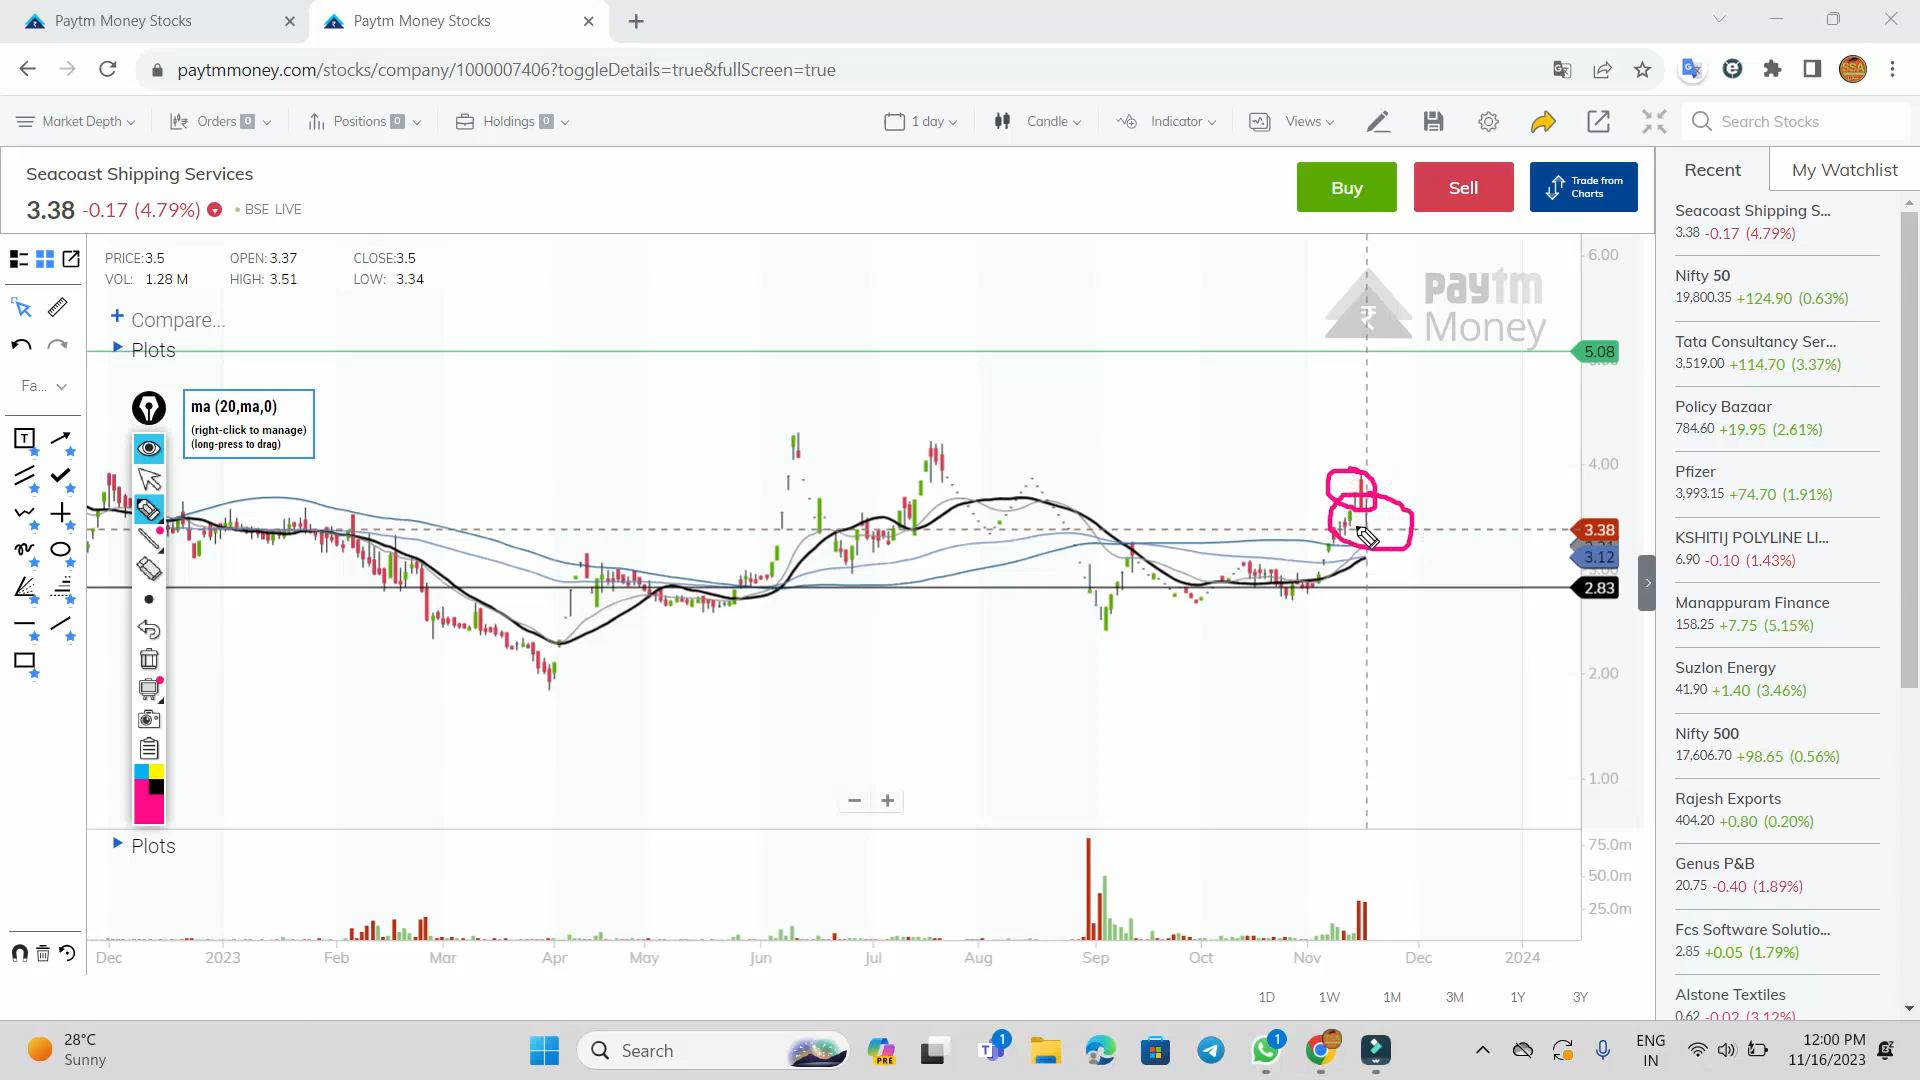 Paytm Money Stocks
Paytm Money Stocks
paytmmoney.com/stocks/company/1000007406?toggleDetails=true&fullScreen=true
Market Depth
Orders 0
Positions 0
Holdings 0
1 day
Candle
Indicator
Views
Search Stocks
Seacoast Shipping Services
3.38 -0.17 (4.79%)
BSE LIVE
Buy
Sell
Trade from
Charts
Recent
My Watchlist
PRICE:3.5 OPEN:3.37 CLOSE:3.5
VOL: 1.28 M HIGH: 3.51 LOW: 3.34
+ Compare...
Plots
Fa...
ma (20,ma,0)
(right-click to manage)
(long-press to drag)
paytm
Money
6.00
5.08
4.00
3.38
3.12
2.83
2.00
1.00
Plots
75.0m
50.0m
25.0m
Dec 2023 Feb Mar Apr May Jun Jul Aug Sep Oct Nov Dec 2024
1D 1W 1M 3M 1Y 3Y
Seacoast Shipping S...
3.38 -0.17 (4.79%)
Nifty 50
19,800.35 +124.90 (0.63%)
Tata Consultancy Ser...
3,519.00 +114.70 (3.37%)
Policy Bazaar
784.60 +19.95 (2.61%)
Pfizer
3,993.15 +74.70 (1.91%)
KSHITIJ POLYLINE LI...
6.90 -0.10 (1.43%)
Manappuram Finance
158.25 +7.75 (5.15%)
Suzlon Energy
41.90 +1.40 (3.46%)
Nifty 500
17,606.70 +98.65 (0.56%)
Rajesh Exports
404.20 +0.80 (0.20%)
Genus P&B
20.75 -0.40 (1.89%)
Fcs Software Solutio...
2.85 +0.05 (1.79%)
Alstone Textiles
0.62 -0.02 (3.12%)
28°C
Sunny
Search
PRE
1
1
ENG
IN
12:00 PM
11/16/2023